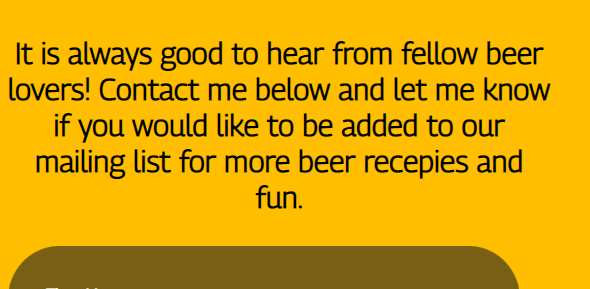 It is always good to hear from fellow beer
lovers! Contact me below and let me know
if you would like to be added to our
mailing list for more beer recepies and
fun.